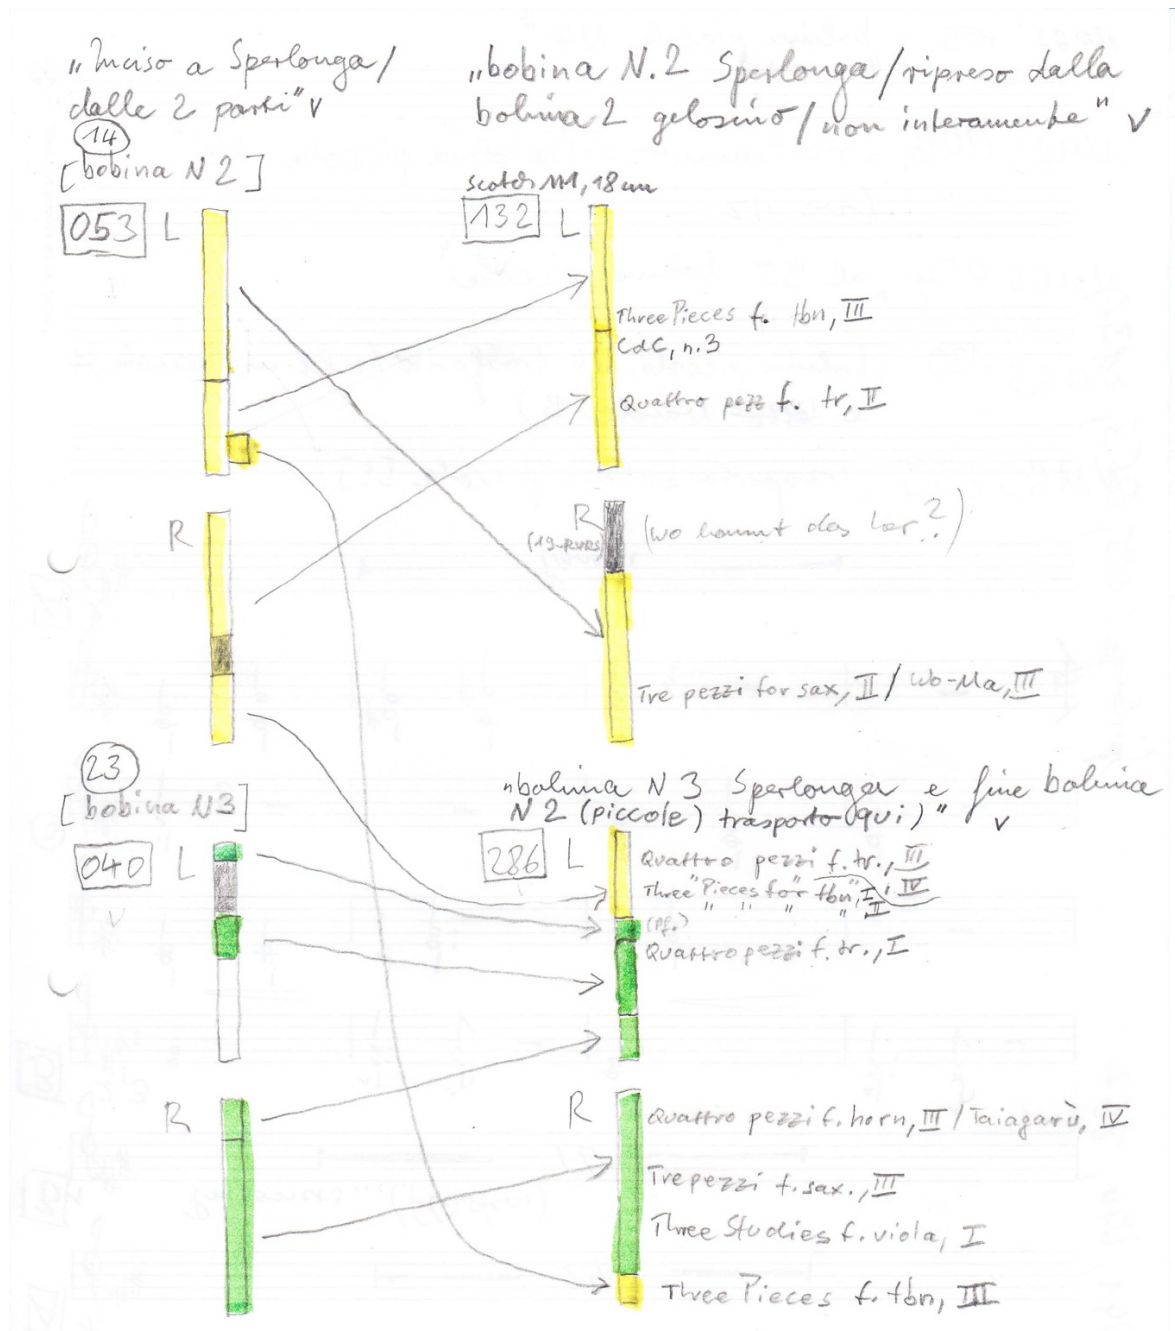 „Inciso a Sperlonga/
dalle 2 parti" v
14
[bobina N 2]
053 L
R
„bobina N.2 Sperlonga/ripreso dalla
bobina 2 gelosino/non interamente" v
scotch 111, 18 cm
132 L
Three Pieces f. tbn, III
CdC, n.3
Quattro pezz f. tr, II
R
(wo kommt das her?)
Tre pezzi for sax, II / Wo-Ma, III
23
[bobina N3]
040 L
v
R
„bobina N 3 Sperlonga e fine bobina
N 2 (piccole) trasporto (qui)" v
286 L
Quattro pezzi f. tr., III, IV
Three "Pieces for tbn", I
" " " " II
(pf.)
Quattro pezzi f. tr., I
R
Quattro pezzi f. horn, III / Taiagarù, IV
Tre pezzi f. sax., III
Three Studies f. viola, I
Three Pieces f. tbn, III